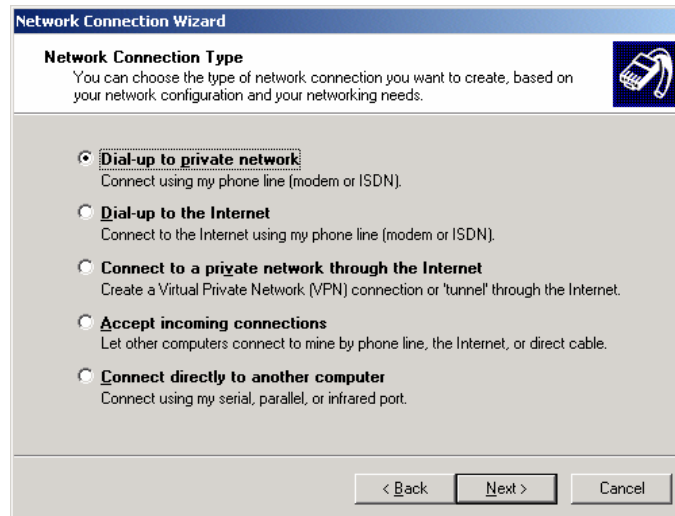 Network Connection Wizard
Network Connection Type
You can choose the type of network connection you want to create, based on
your network configuration and your networking needs.
Dial-up to private network
Connect using my phone line (modem or ISDN).
Dial-up to the Internet
Connect to the Internet using my phone line (modem or ISDN).
Connect to a private network through the Internet
Create a Virtual Private Network (VPN) connection or 'tunnel' through the Internet.
Accept incoming connections
Let other computers connect to mine by phone line, the Internet, or direct cable.
Connect directly to another computer
Connect using my serial, parallel, or infrared port.
< Back Next > Cancel